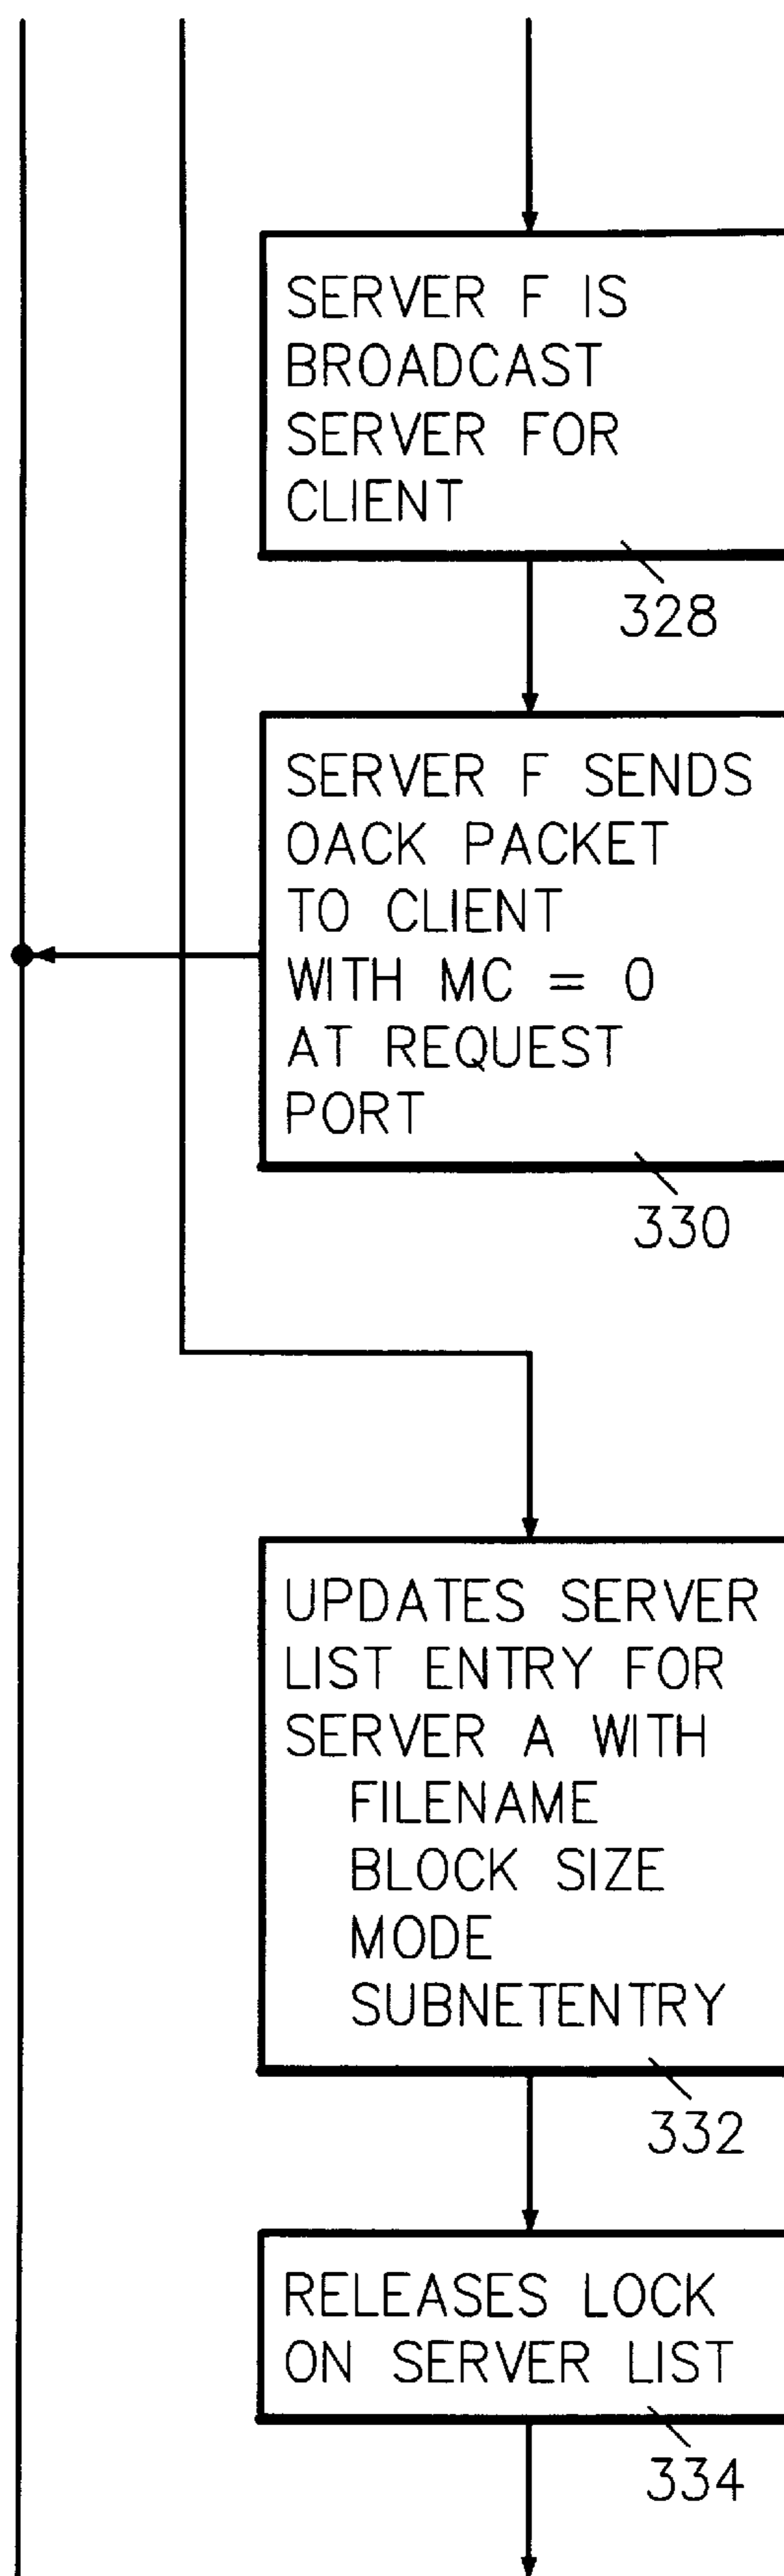 SERVER F IS
BROADCAST
SERVER FOR
CLIENT
328
SERVER F SENDS
OACK PACKET
TO CLIENT
WITH MC = 0
AT REQUEST
PORT
330
UPDATES SERVER
LIST ENTRY FOR
SERVER A WITH
FILENAME
BLOCK SIZE
MODE
SUBNETENTRY
332
RELEASES LOCK
ON SERVER LIST
334